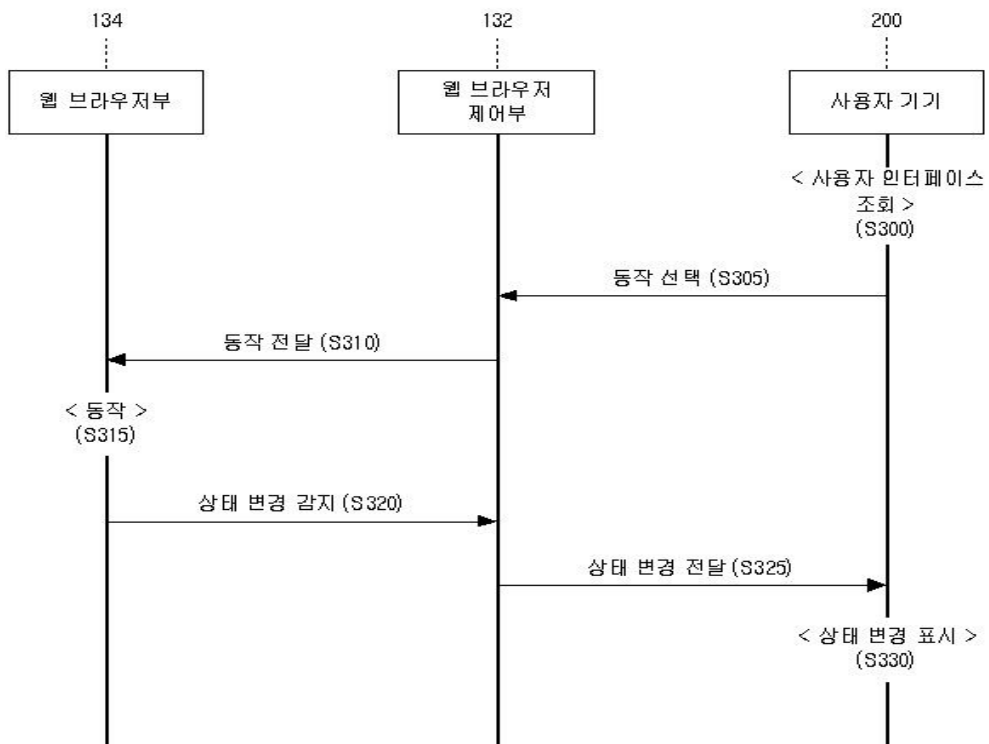 134
132
200
웹 브라우저부
웹 브라우저
제어부
사용자 기기
< 사용자 인터페이스
조회 >
(S300)
동작 선택 (S305)
동작 전달 (S310)
< 동작 >
(S315)
상태 변경 감지 (S320)
상태 변경 전달 (S325)
< 상태 변경 표시 >
(S330)